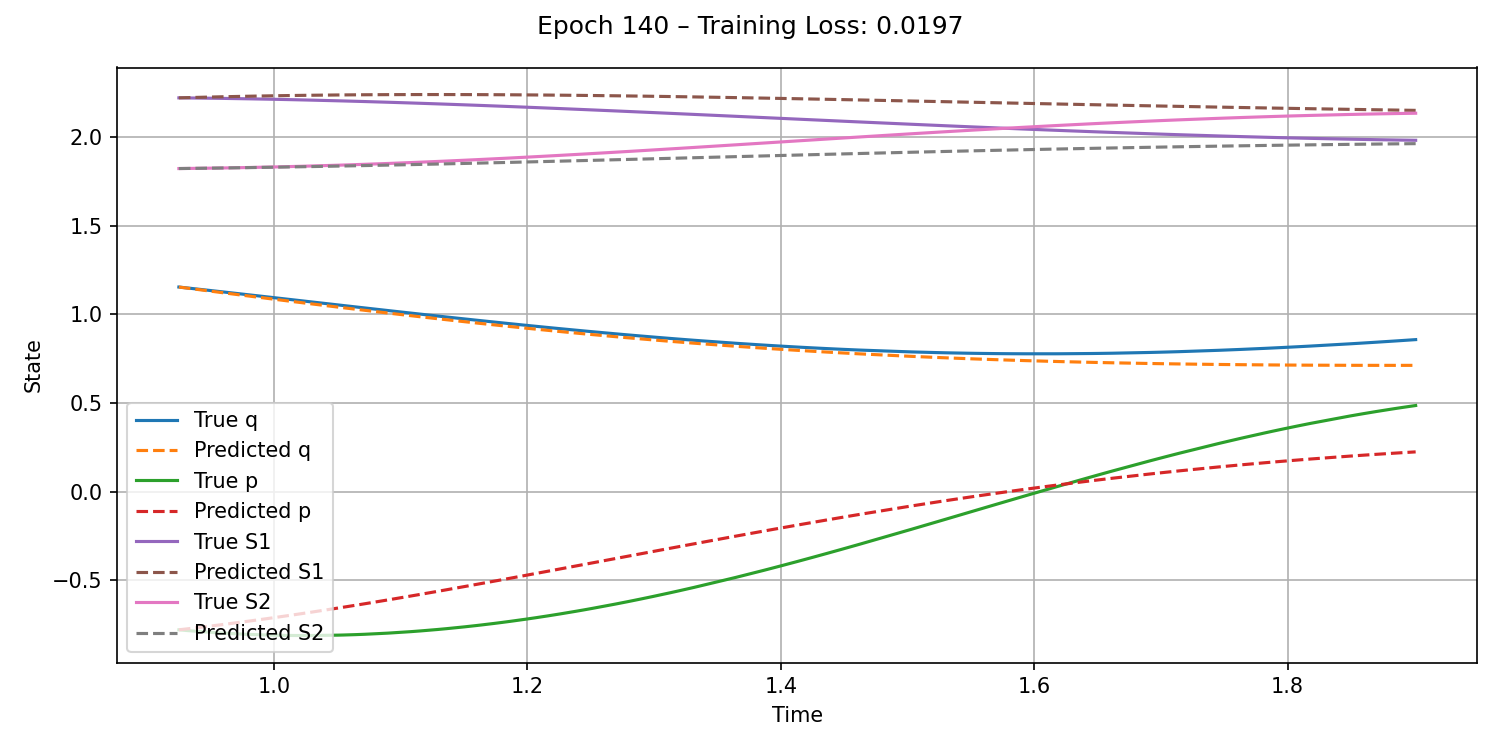 Epoch 140 – Training Loss: 0.0197
2.0
1.5
1.0
0.5
0.0
−0.5
State
True q
Predicted q
True p
Predicted p
True S1
Predicted S1
True S2
Predicted S2
1.0
1.2
1.4
1.6
1.8
Time